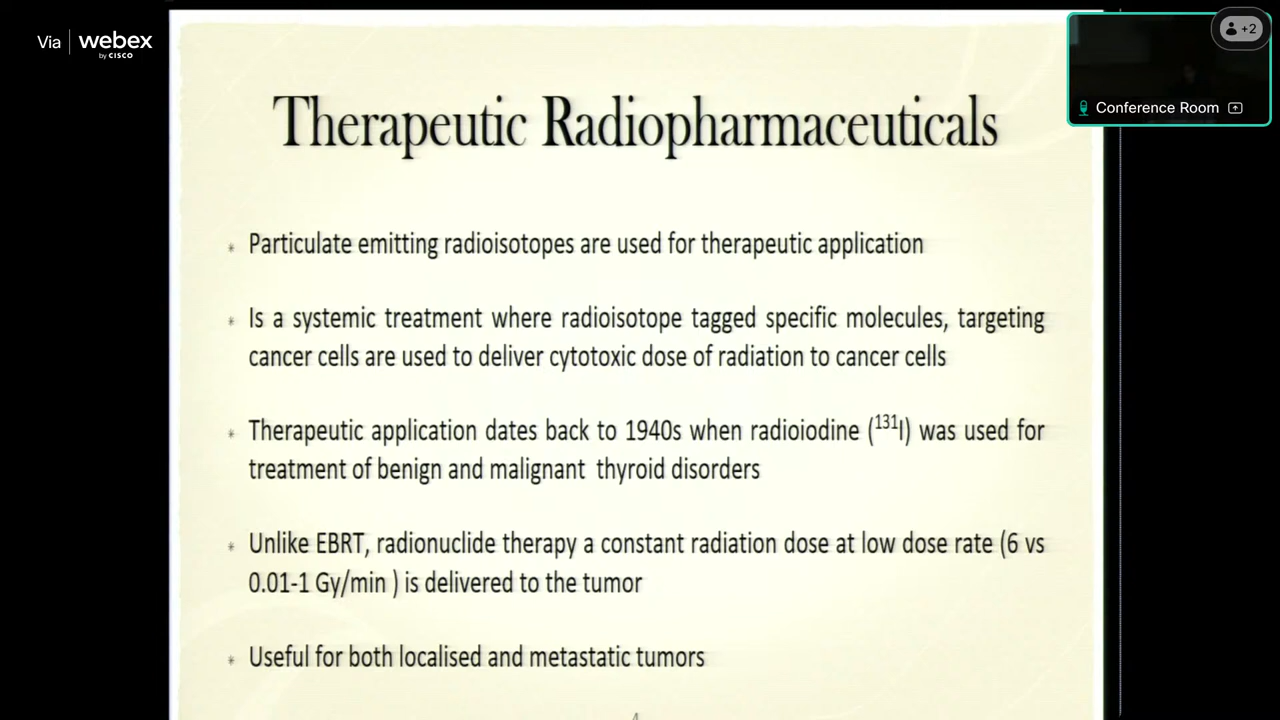 Via webex
by CISCO
+2
Conference Room
Therapeutic Radiopharmaceuticals
* Particulate emitting radioisotopes are used for therapeutic application
* Is a systemic treatment where radioisotope tagged specific molecules, targeting
cancer cells are used to deliver cytotoxic dose of radiation to cancer cells
* Therapeutic application dates back to 1940s when radioiodine (¹³¹I) was used for
treatment of benign and malignant thyroid disorders
* Unlike EBRT, radionuclide therapy a constant radiation dose at low dose rate (6 vs
0.01-1 Gy/min ) is delivered to the tumor
* Useful for both localised and metastatic tumors